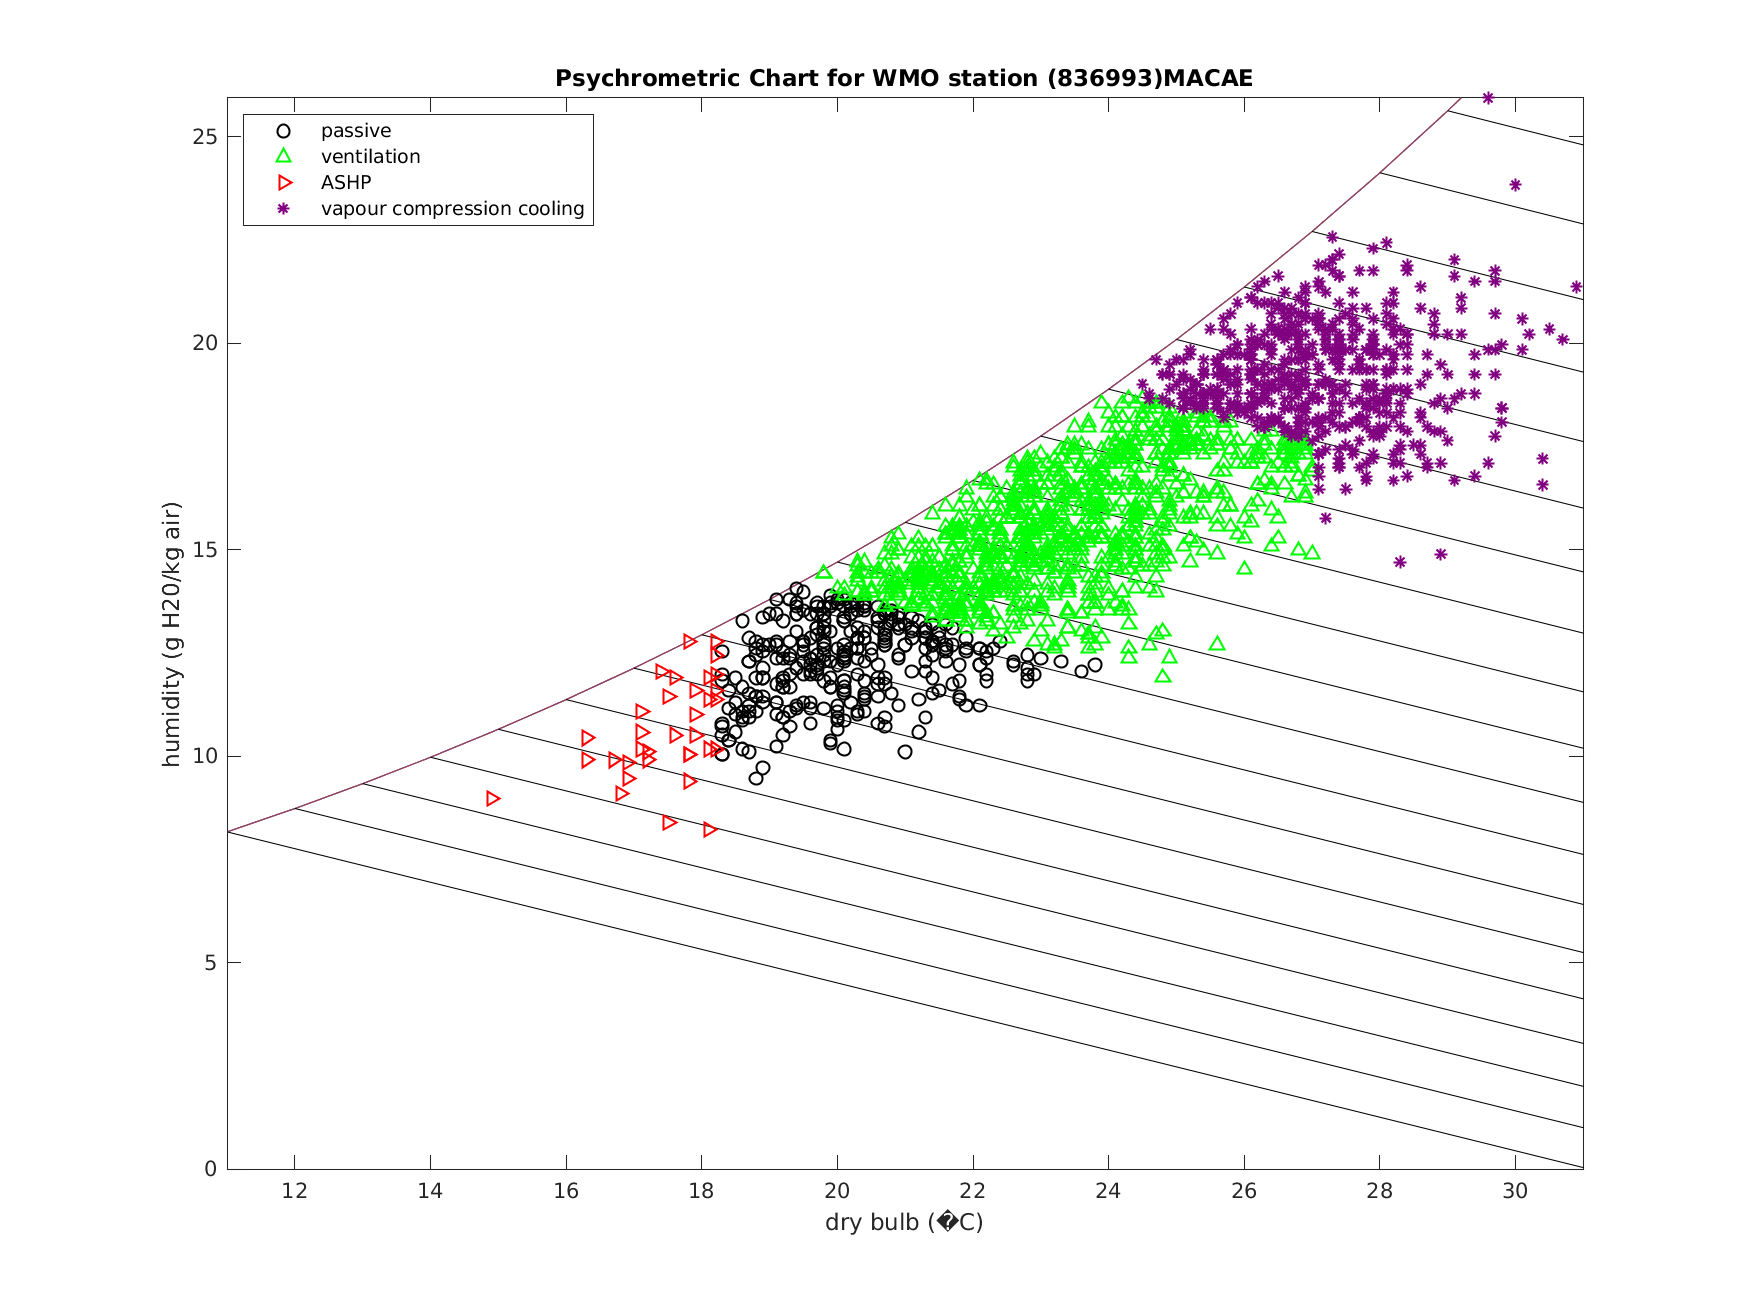 Psychrometric Chart for WMO station (836993)MACAE
passive
ventilation
ASHP
vapour compression cooling
25
20
15
10
5
0
humidity (g H20/kg air)
12 14 16 18 20 22 24 26 28 30
dry bulb (�C)